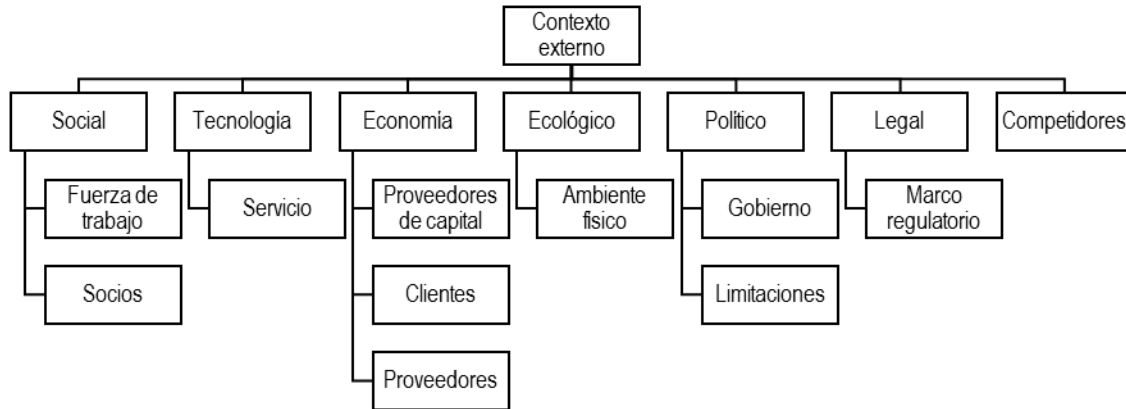 Contexto
externo
Social
Tecnología
Economía
Ecológico
Político
Legal
Competidores
Fuerza de
trabajo
Servicio
Proveedores
de capital
Ambiente
físico
Gobierno
Marco
regulatorio
Socios
Clientes
Limitaciones
Proveedores